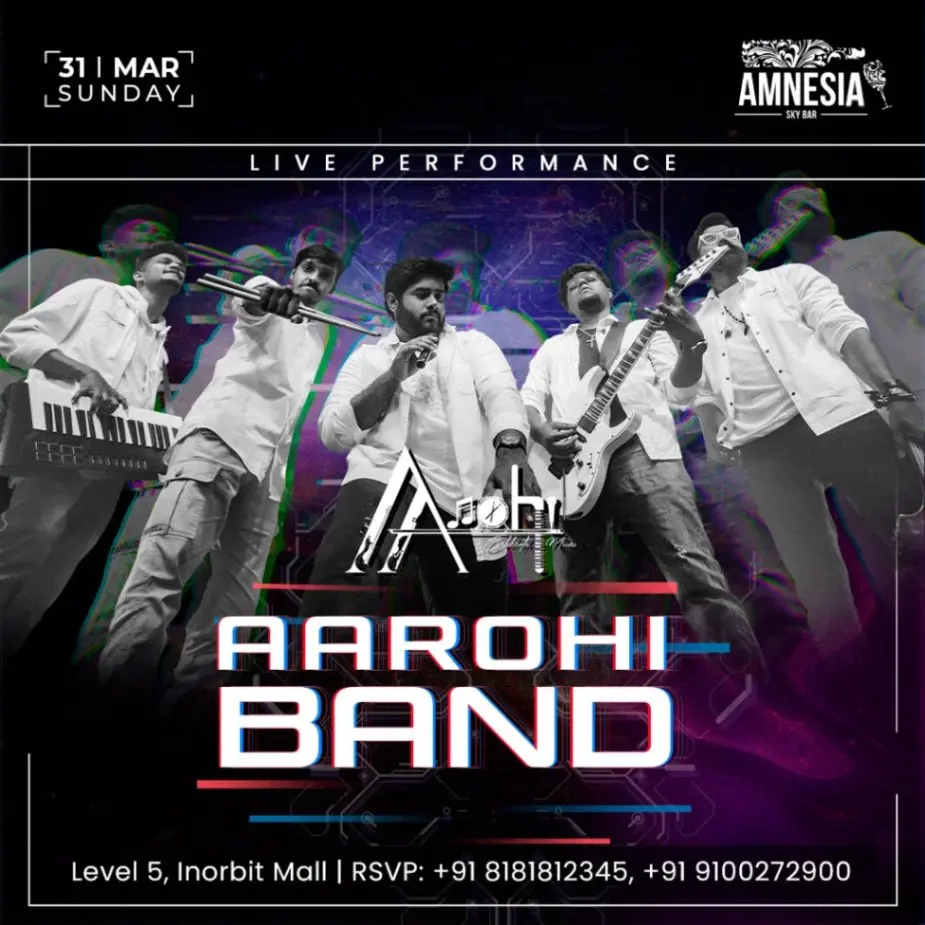 31 | MAR
SUNDAY
AMNESIA
SKY BAR
LIVE PERFORMANCE
Aarohi
AAROHI
BAND
Level 5, Inorbit Mall | RSVP: +91 8181812345, +91 9100272900